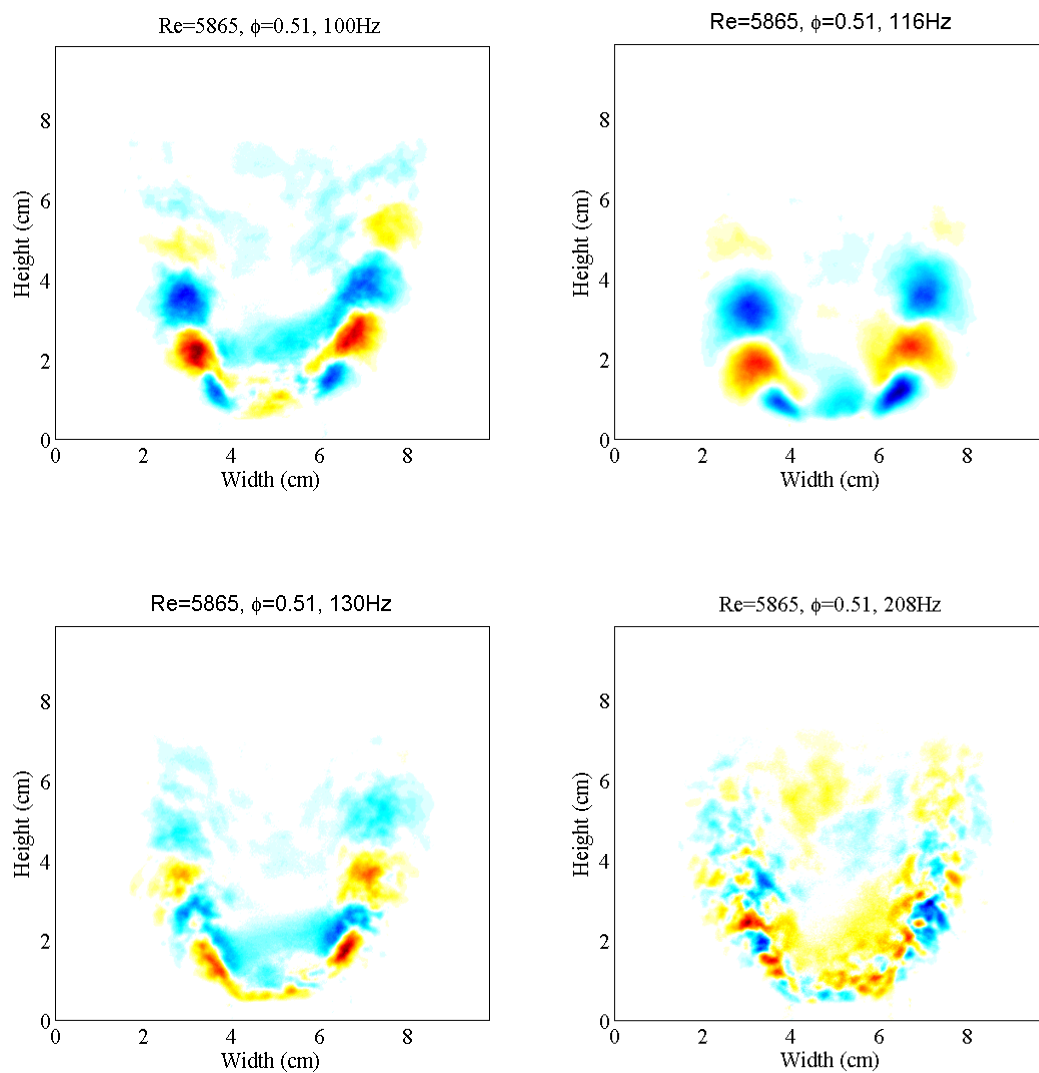 Re=5865, ϕ=0.51, 100Hz
Height (cm)
8
6
4
2
0
0 2 4 6 8
Width (cm)
Re=5865, ϕ=0.51, 116Hz
Height (cm)
8
6
4
2
0
0 2 4 6 8
Width (cm)
Re=5865, ϕ=0.51, 130Hz
Height (cm)
8
6
4
2
0
0 2 4 6 8
Width (cm)
Re=5865, ϕ=0.51, 208Hz
Height (cm)
8
6
4
2
0
0 2 4 6 8
Width (cm)